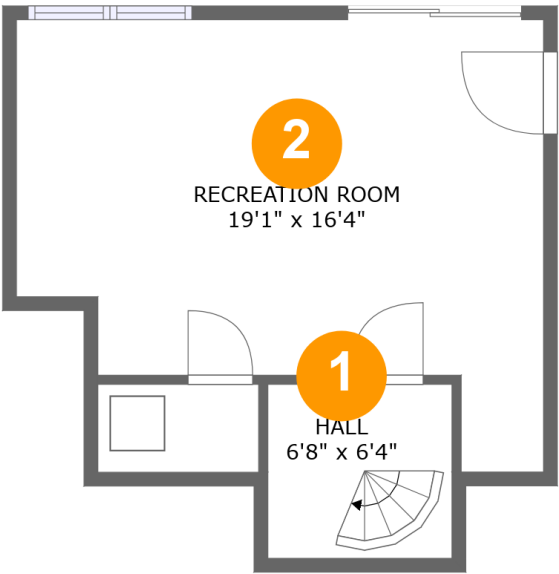 2
RECREATION ROOM
19'1" x 16'4"
1
HALL
6'8" x 6'4"